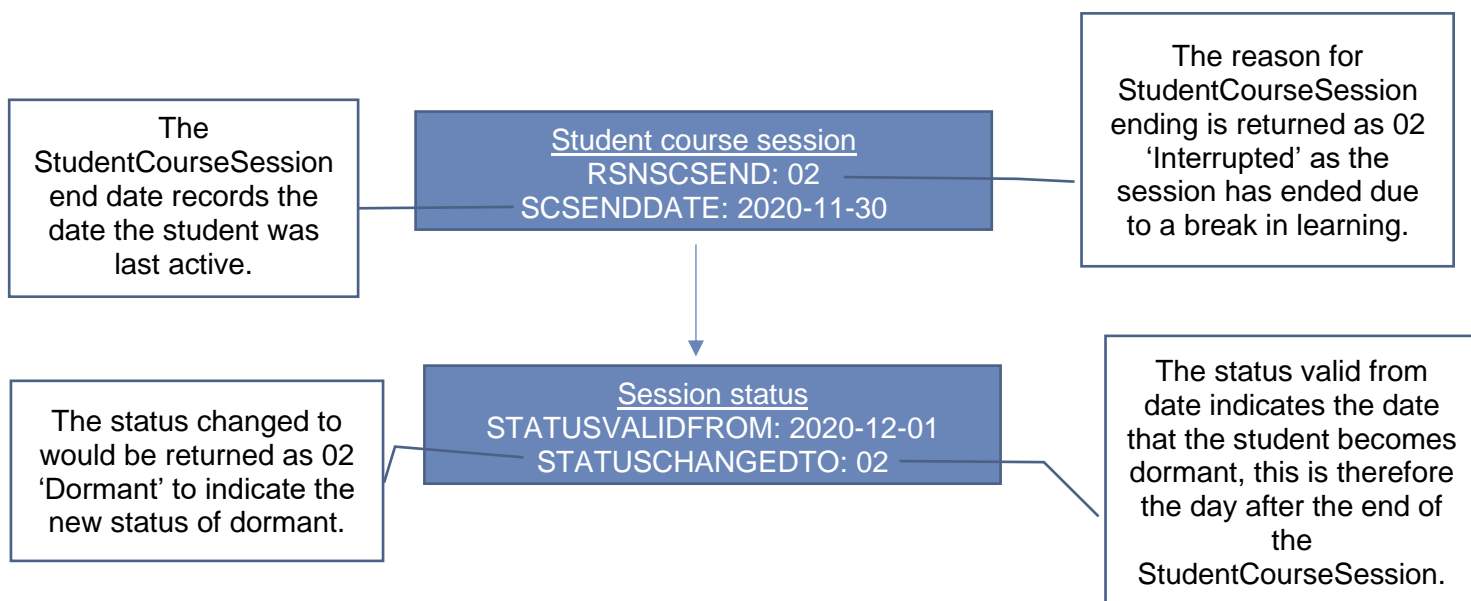 The
StudentCourseSession
end date records the
date the student was
last active.
Student course session
RSNSCSEND: 02
SCSENDDATE: 2020-11-30
The reason for
StudentCourseSession
ending is returned as 02
‘Interrupted’ as the
session has ended due
to a break in learning.
The status changed to
would be returned as 02
‘Dormant’ to indicate the
new status of dormant.
Session status
STATUSVALIDFROM: 2020-12-01
STATUSCHANGEDTO: 02
The status valid from
date indicates the date
that the student becomes
dormant, this is therefore
the day after the end of
the
StudentCourseSession.